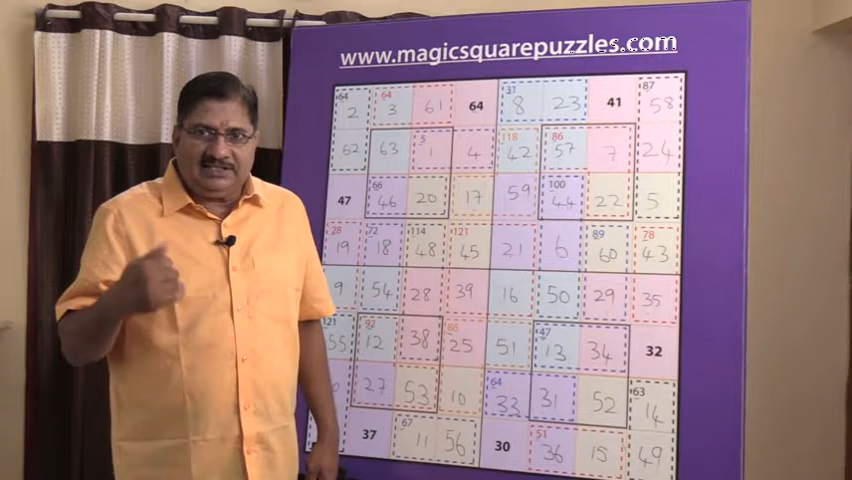 www.magicsquarepuzzles.com
64 2 64 3 61 64 31 8 23 41 87 58
62 63 5 1 4 118 42 86 57 7 24
47 66 46 20 17 59 100 44 22 5
28 19 72 18 114 48 121 45 21 6 89 60 78 43
9 54 28 39 16 50 29 35
121 55 92 12 38 86 25 51 47 13 34 32
27 53 10 64 33 31 52 63 14
37 67 11 56 30 51 36 15 49